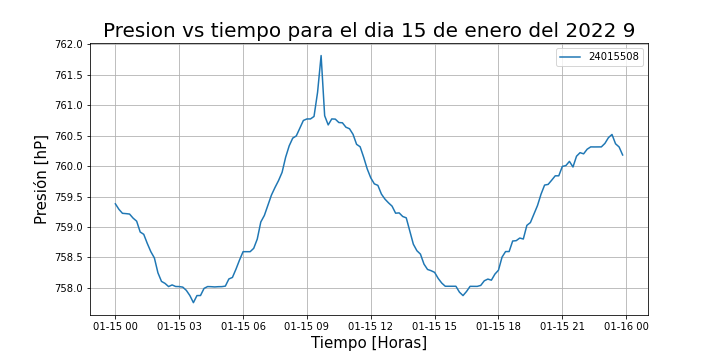 Presion vs tiempo para el dia 15 de enero del 2022 9
24015508
762.0
761.5
761.0
760.5
760.0
759.5
759.0
758.5
758.0
Presión [hP]
01-15 00 01-15 03 01-15 06 01-15 09 01-15 12 01-15 15 01-15 18 01-15 21 01-16 00
Tiempo [Horas]